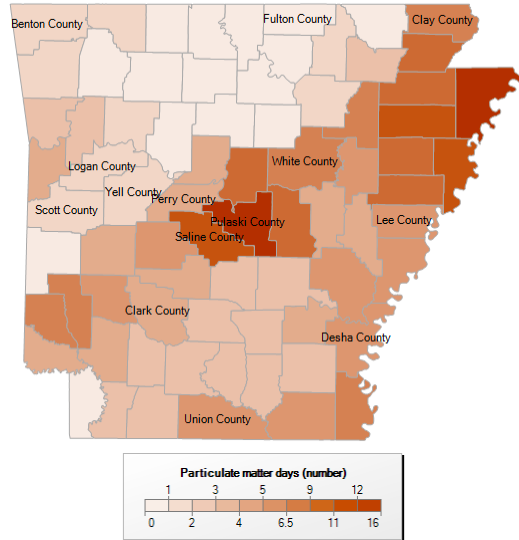 Fulton County
Clay County
Benton County
White County
Logan County
Yell County
Perry County
Scott County
Pulaski County
Lee County
Saline County
Clark County
Desha County
Union County
Particulate matter days (number)
1 3 5 9 12
0 2 4 6.5 11 16